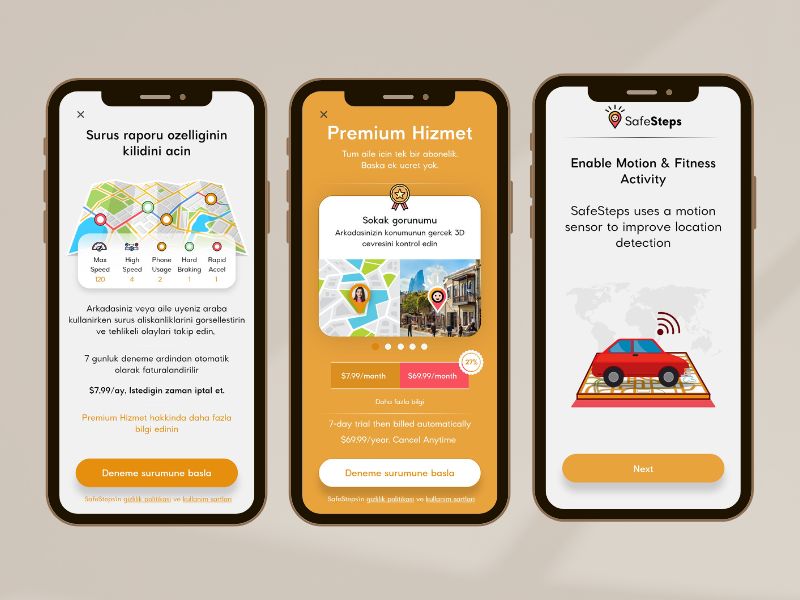 Surus raporu ozelliginin
kilidini acin
Max
Speed
120
High
Speed
4
Phone
Usage
2
Hard
Braking
1
Rapid
Accel
1
Arkadasiniz veya aile uyeniz araba
kullanirken surus aliskanliklarini gorsellestirin
ve tehlikeli olaylari takip edin,
7 gunluk deneme ardindan otomatik
olarak faturalandirilir
$7.99/ay. Istedigin zaman iptal et.
Premium Hizmet hakkinda daha fazla
bilgi edinin
Deneme surumune basla
SafeSteps'in gizlilik politikasi ve kullanim sartlari
Premium Hizmet
Tum aile icin tek bir abonelik.
Baska ek ucret yok.
Sokak gorunumu
Arkadasinizin konumunun gercek 3D
cevresini kontrol edin
27%
$7.99/month
$69.99/month
Daha fazla bilgi
7-day trial then billed automatically
$69.99/year. Cancel Anytime
Deneme surumune basla
SafeSteps'in gizlilik politikasi ve kullanim sartlari
SafeSteps
Enable Motion & Fitness
Activity
SafeSteps uses a motion
sensor to improve location
detection
Next